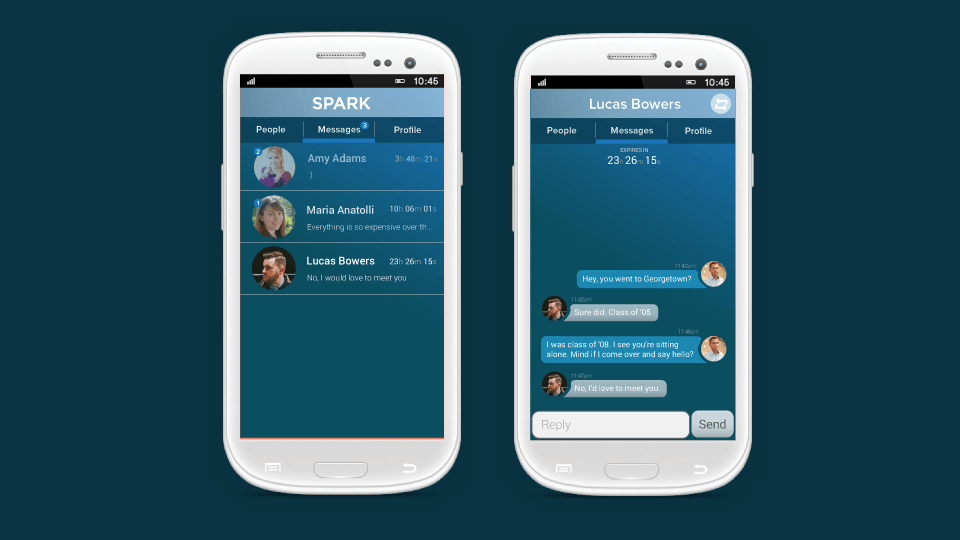 10:45
SPARK
People Messages 3 Profile
2 Amy Adams 3h 48m 21s
:)
1 Maria Anatolli 10h 06m 01s
Everything is so expensive over th...
Lucas Bowers 23h 26m 15s
No, I would love to meet you
10:45
Lucas Bowers
People Messages Profile
EXPIRES IN
23h 26m 15s
11:42am
Hey, you went to Georgetown?
11:42am
Sure did. Class of '05
11:46am
I was class of '08. I see you're sitting
alone. Mind if I come over and say hello?
11:47am
No, I'd love to meet you.
Reply Send